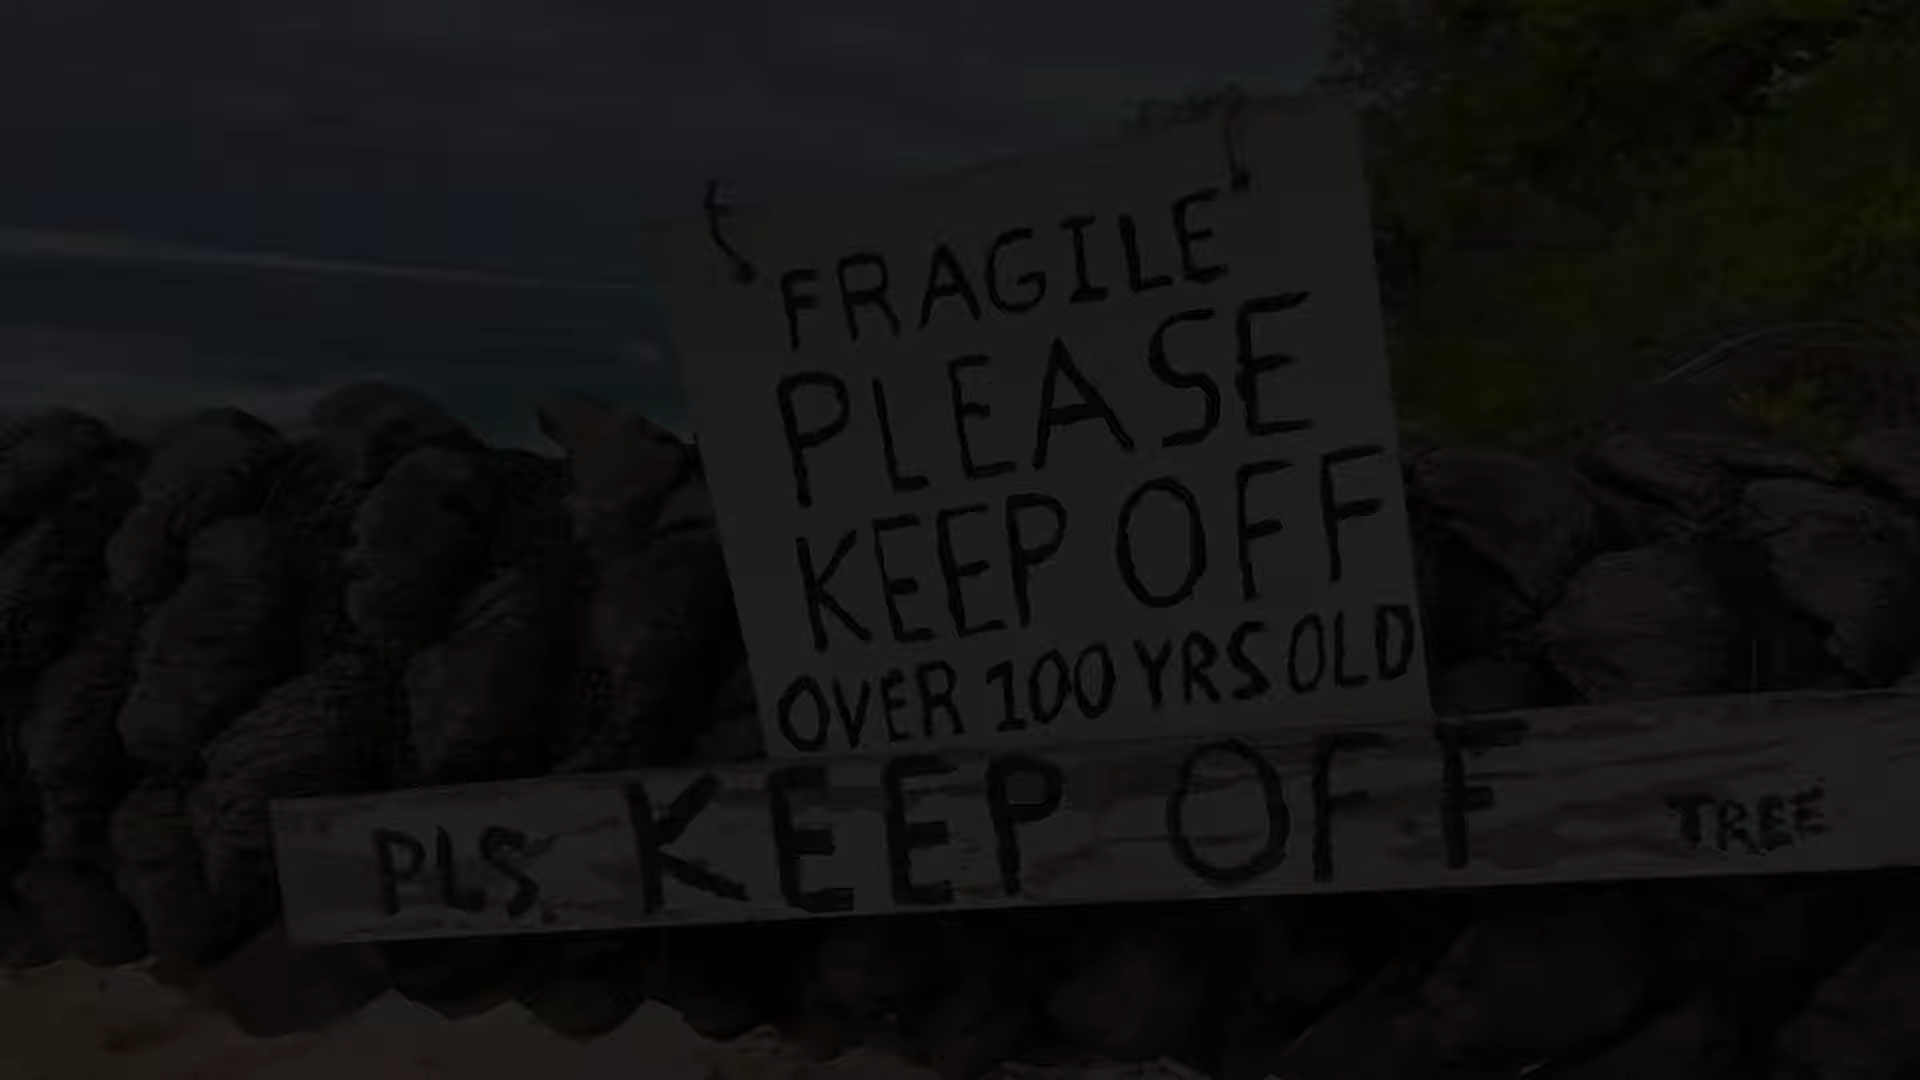 FRAGILE
PLEASE
KEEP OFF
OVER 100 YRS OLD
PLS. KEEP OFF TREE